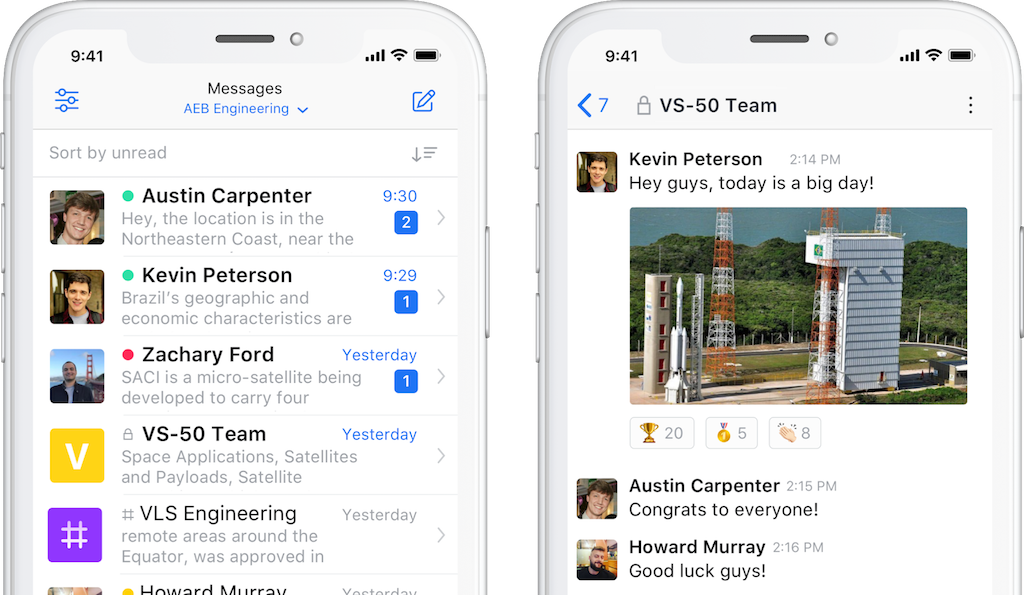 9:41
Messages
AEB Engineering
Sort by unread
Austin Carpenter 9:30
Hey, the location is in the 2
Northeastern Coast, near the
Kevin Peterson 9:29
Brazil's geographic and 1
economic characteristics are
Zachary Ford Yesterday
SACI is a micro-satellite being 1
developed to carry four
V
VS-50 Team Yesterday
Space Applications, Satellites
and Payloads, Satellite
# VLS Engineering Yesterday
remote areas around the
Equator, was approved in
Howard Murray Yesterday
9:41
7 VS-50 Team
Kevin Peterson 2:14 PM
Hey guys, today is a big day!
20 5 8
Austin Carpenter 2:15 PM
Congrats to everyone!
Howard Murray 2:16 PM
Good luck guys!